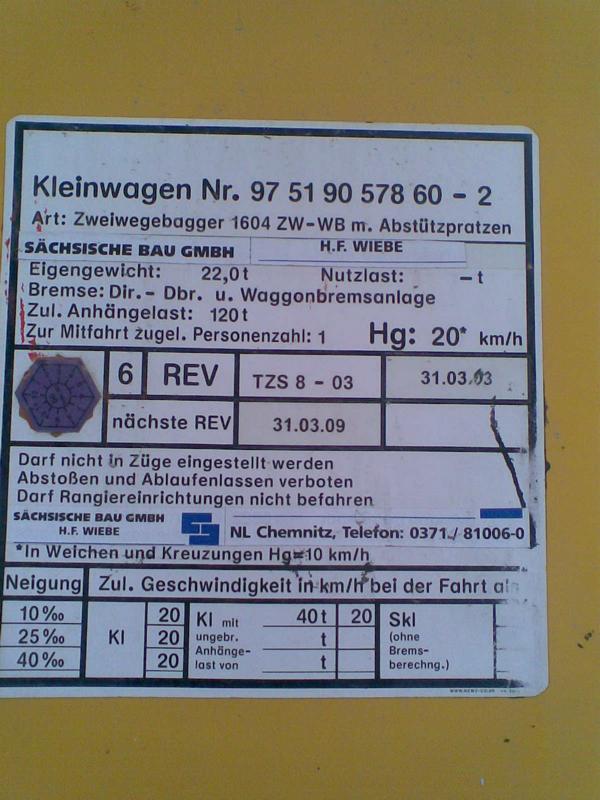 Kleinwagen Nr. 97 51 90 578 60 - 2
Art: Zweiwegebagger 1604 ZW-WB m. Abstützpratzen
SÄCHSISCHE BAU GMBH H.F. WIEBE
Eigengewicht: 22,0t Nutzlast: -t
Bremse: Dir.- Dbr. u. Waggonbremsanlage
Zul. Anhängelast: 120t
Zur Mitfahrt zugel. Personenzahl: 1 Hg: 20* km/h
6 REV TZS 8 - 03 31.03.03
nächste REV 31.03.09
Darf nicht in Züge eingestellt werden
Abstoßen und Ablaufenlassen verboten
Darf Rangiereinrichtungen nicht befahren
SÄCHSISCHE BAU GMBH
H.F. WIEBE
NL Chemnitz, Telefon: 0371 / 81006-0
*In Weichen und Kreuzungen Hg=10 km/h
Neigung Zul. Geschwindigkeit in km/h bei der Fahrt als
10 ‰ Kl 20 Kl mit 40t 20 Skl
25 ‰ 20 ungebr. t (ohne
40 ‰ 20 Anhänge- t Brems-
last von berechng.)